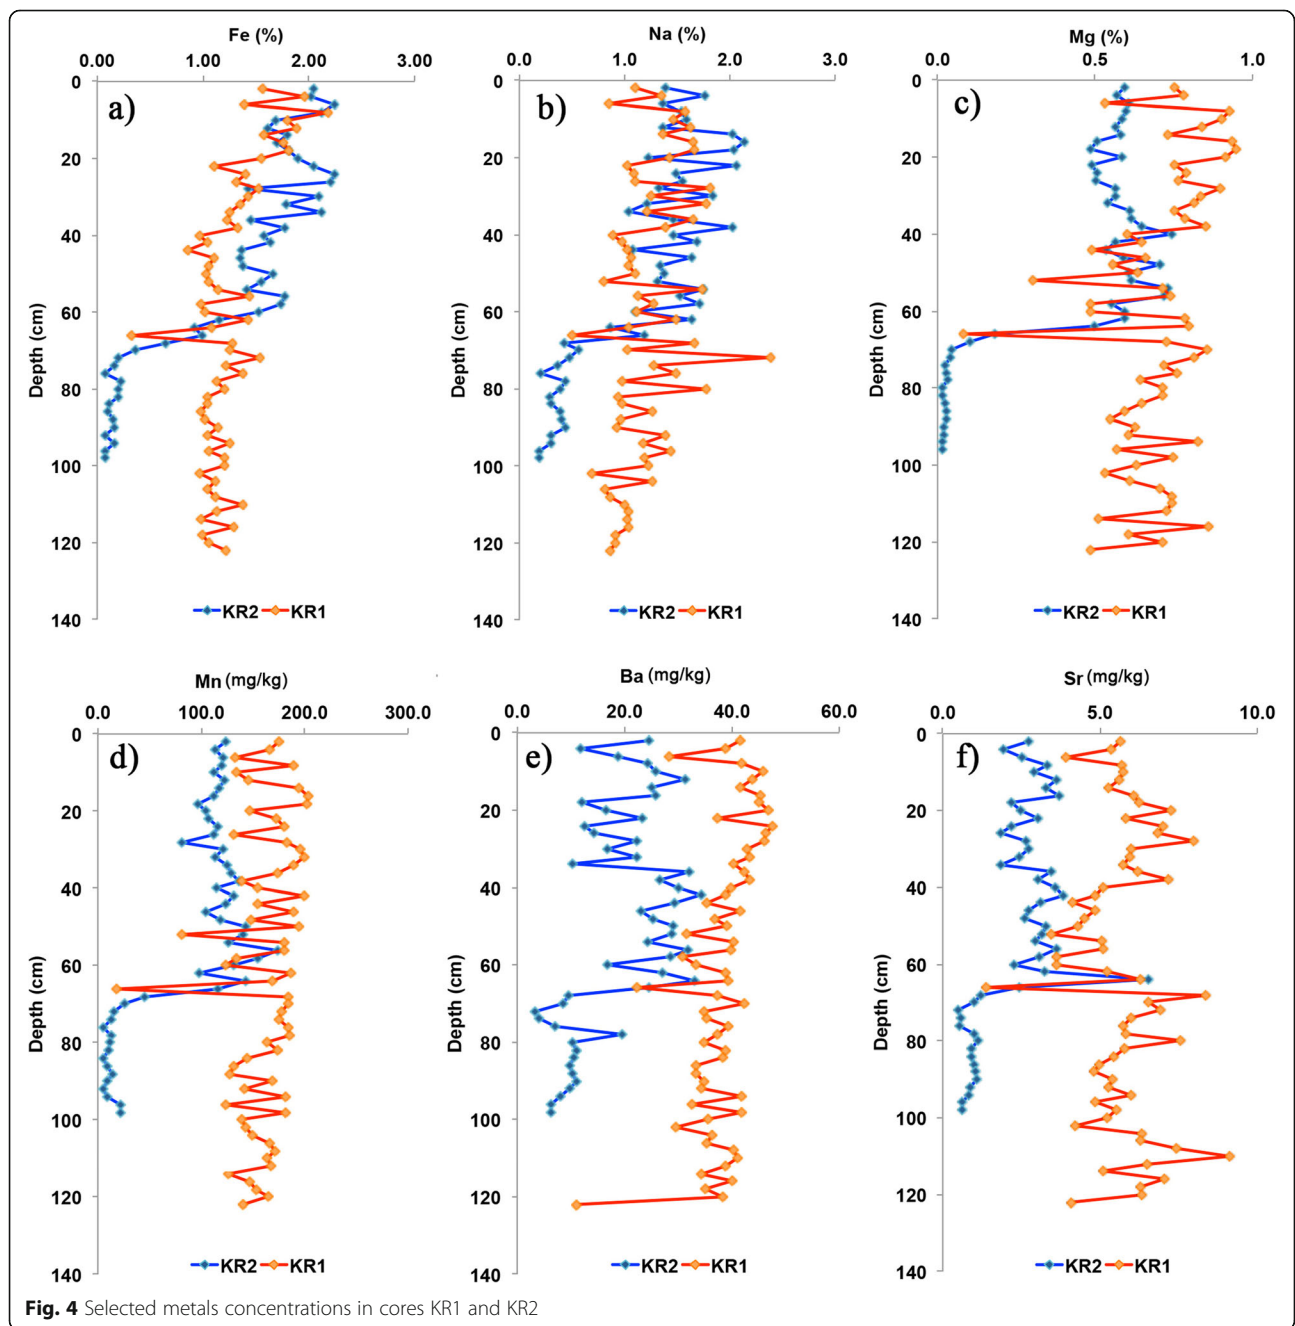 Fe (%)
0.00 1.00 2.00 3.00
0
20
40
60
80
100
120
140
Depth (cm)
a)
KR2 KR1
Na (%)
0.0 1.0 2.0 3.0
0
20
40
60
80
100
120
140
Depth (cm)
b)
KR2 KR1
Mg (%)
0.0 0.5 1.0
0
20
40
60
80
100
120
140
Depth (cm)
c)
KR2 KR1
Mn (mg/kg)
0.0 100.0 200.0 300.0
0
20
40
60
80
100
120
140
Depth (cm)
d)
KR2 KR1
Ba (mg/kg)
0.0 20.0 40.0 60.0
0
20
40
60
80
100
120
140
Depth (cm)
e)
KR2 KR1
Sr (mg/kg)
0.0 5.0 10.0
0
20
40
60
80
100
120
140
Depth (cm)
f)
KR2 KR1
Fig. 4 Selected metals concentrations in cores KR1 and KR2